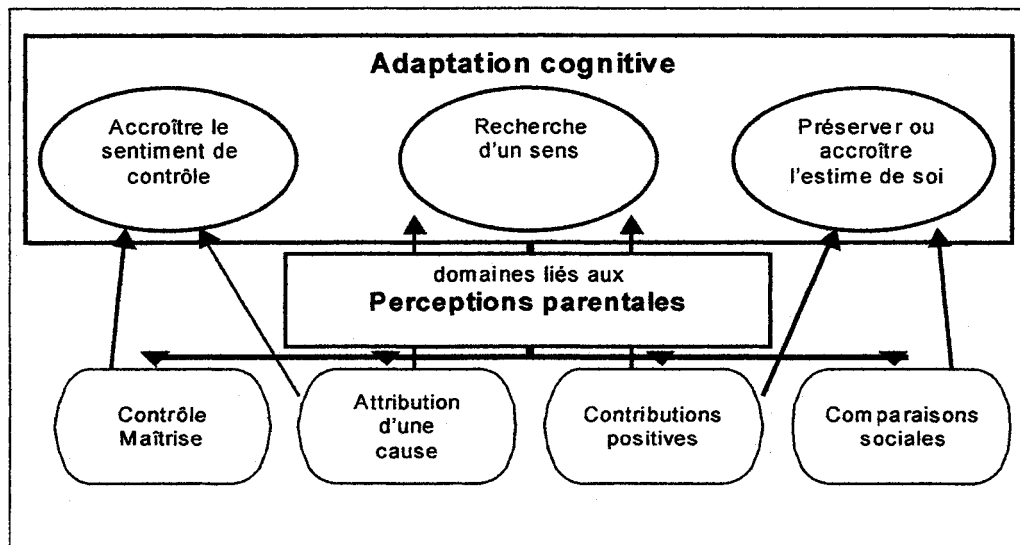 Adaptation cognitive
Accroître le
sentiment de
contrôle
Recherche
d'un sens
Préserver ou
accroître
l'estime de soi
domaines liés aux
Perceptions parentales
Contrôle
Maîtrise
Attribution
d'une
cause
Contributions
positives
Comparaisons
sociales